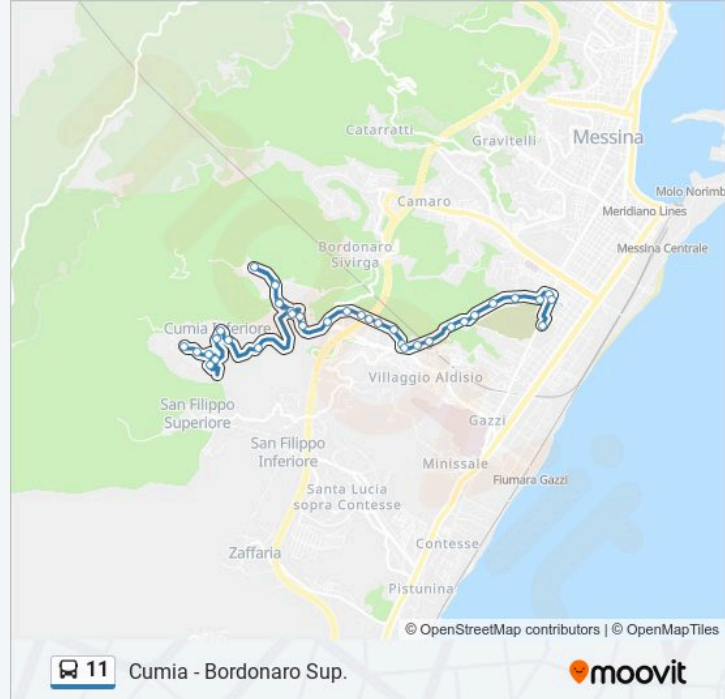 Messina
Catarratti
Gravitelli
Molo Norimb
Camaro
Meridiano Lines
Bordonaro
Sivirga
Messina Centrale
Cumia Inferiore
Villaggio Aldisio
San Filippo
Superiore
Gazzi
San Filippo
Inferiore
Minissale
Fiumara Gazzi
Santa Lucia
sopra Contesse
Contesse
Zaffaria
Pistunina
© OpenStreetMap contributors | © OpenMapTiles
11 Cumia - Bordonaro Sup.
moovit